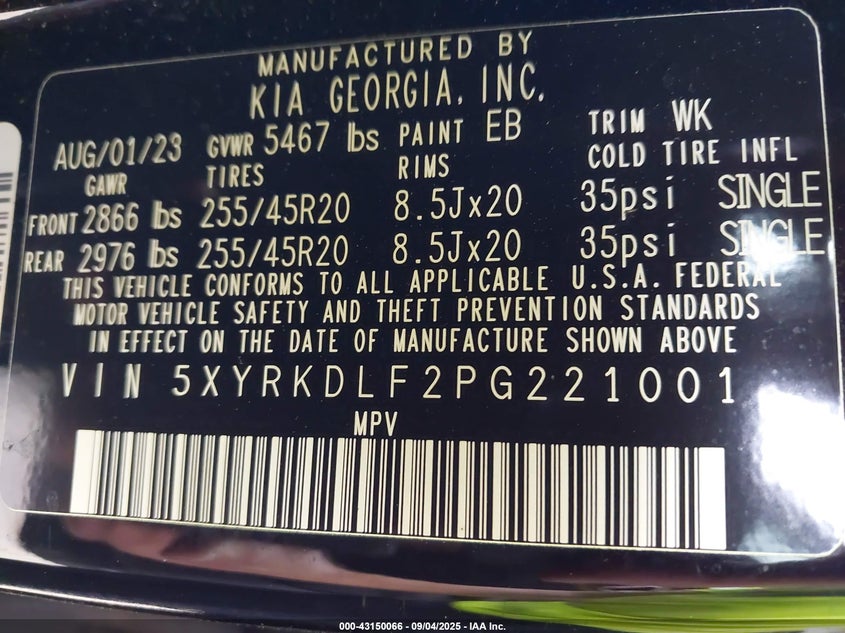 MANUFACTURED BY
KIA GEORGIA, INC.
AUG/01/23 GVWR 5467 lbs PAINT EB TRIM WK
GAWR TIRES RIMS COLD TIRE INFL
FRONT 2866 lbs 255/45R20 8.5Jx20 35psi SINGLE
REAR 2976 lbs 255/45R20 8.5Jx20 35psi SINGLE
THIS VEHICLE CONFORMS TO ALL APPLICABLE U.S.A. FEDERAL
MOTOR VEHICLE SAFETY AND THEFT PREVENTION STANDARDS
IN EFFECT ON THE DATE OF MANUFACTURE SHOWN ABOVE
VIN 5XYRKDLF2PG221001
MPV
000-43150066 - 09/04/2025 - IAA Inc.